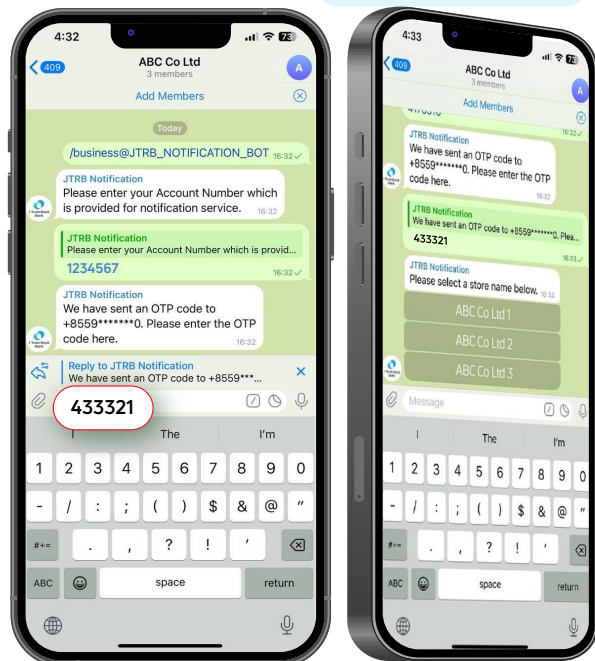 4:32
73
409
ABC Co Ltd
3 members
A
Add Members
Today
/business@JTRB_NOTIFICATION_BOT 16:32
JTRB Notification
Please enter your Account Number which
is provided for notification service. 16:32
JTRB Notification
Please enter your Account Number which is provid...
1234567
16:32
JTRB Notification
We have sent an OTP code to
+8559*******0. Please enter the OTP
code here. 16:32
Reply to JTRB Notification
We have sent an OTP code to +8559***...
433321
I The I'm
1 2 3 4 5 6 7 8 9 0
- / : ; ( ) $ & @ "
#+= . , ? ! '
ABC space return
4:33
73
409
ABC Co Ltd
3 members
A
Add Members
16:32
JTRB Notification
We have sent an OTP code to
+8559*******0. Please enter the OTP
code here. 16:32
JTRB Notification
We have sent an OTP code to +8559*******0. Plea...
433321
16:33
JTRB Notification
Please select a store name below. 16:33
ABC Co Ltd 1
ABC Co Ltd 2
ABC Co Ltd 3
Message
I The I'm
1 2 3 4 5 6 7 8 9 0
- / : ; ( ) $ & @ "
#+= . , ? ! '
ABC space return